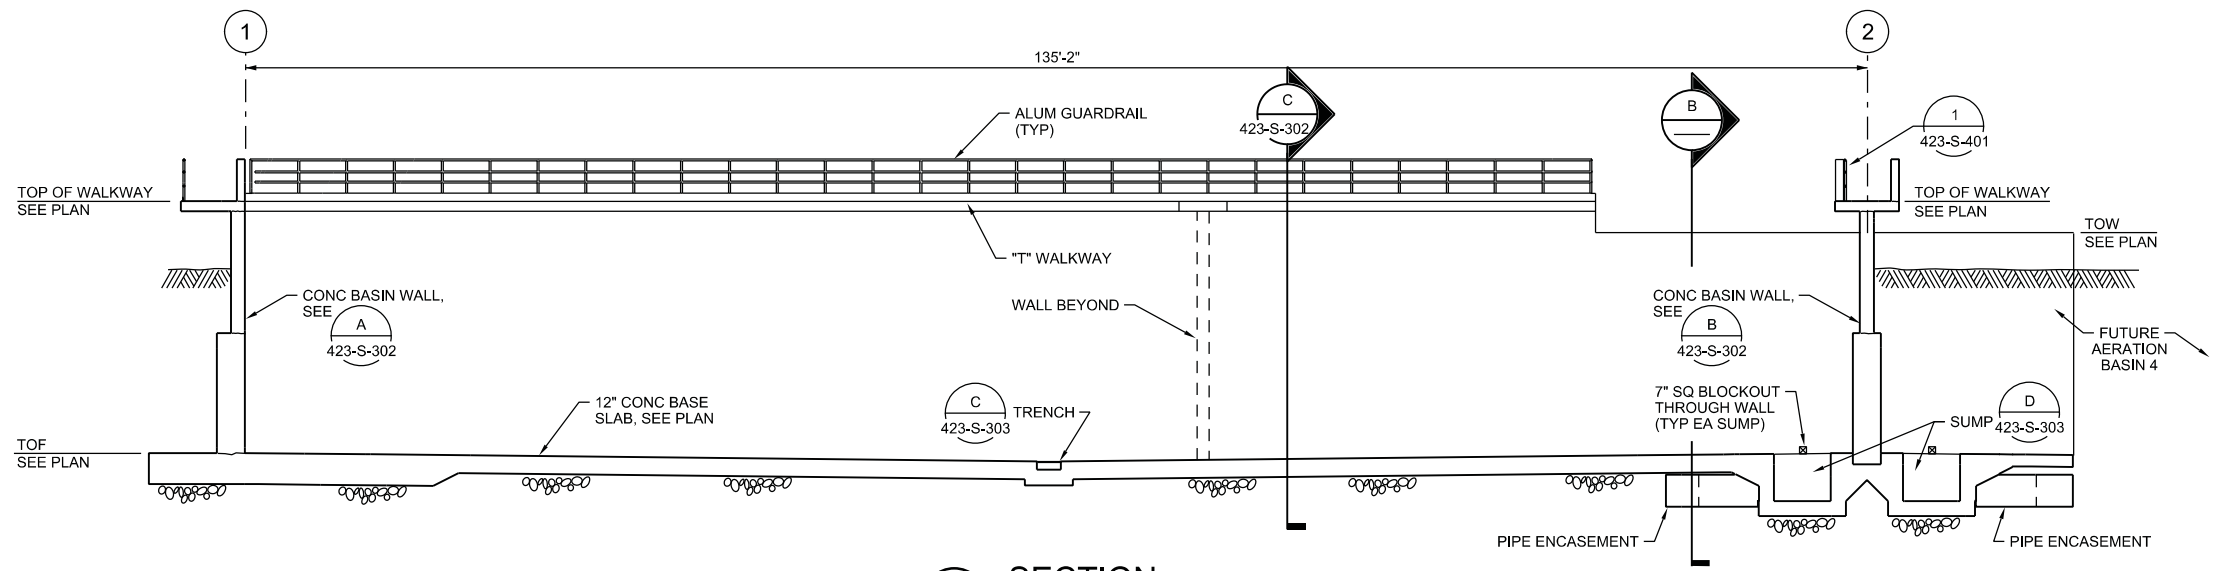 1
2
135'-2"
C
423-S-302
B
1
423-S-401
ALUM GUARDRAIL
(TYP)
TOP OF WALKWAY
SEE PLAN
TOP OF WALKWAY
SEE PLAN
TOW
SEE PLAN
"T" WALKWAY
CONC BASIN WALL,
SEE
A
423-S-302
WALL BEYOND
CONC BASIN WALL,
SEE
B
423-S-302
FUTURE
AERATION
BASIN 4
12" CONC BASE
SLAB, SEE PLAN
C
423-S-303
TRENCH
7" SQ BLOCKOUT
THROUGH WALL
(TYP EA SUMP)
SUMP
D
423-S-303
TOF
SEE PLAN
PIPE ENCASEMENT
PIPE ENCASEMENT
SECTION